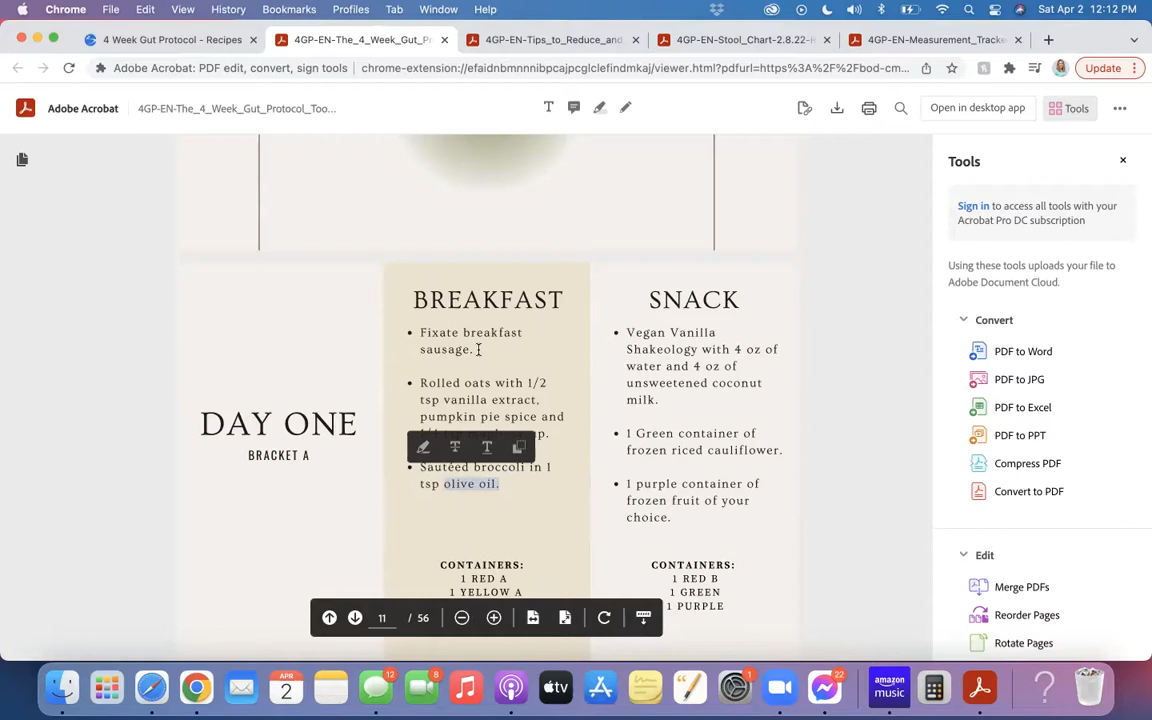 Chrome File Edit View History Bookmarks Profiles Tab Window Help Sat Apr 2 12:12 PM
4 Week Gut Protocol - Recipes 4GP-EN-The_4_Week_Gut_Pr 4GP-EN-Tips_to_Reduce_and 4GP-EN-Stool_Chart-2.8.22- 4GP-EN-Measurement_Tracke
Adobe Acrobat: PDF edit, convert, sign tools chrome-extension://efaidnbmnnnibpcajpcglclefindmkaj/viewer.html?pdfurl=https%3A%2F%2Fbod-cm... Update
Adobe Acrobat 4GP-EN-The_4_Week_Gut_Protocol_Too... Open in desktop app Tools
Tools
Sign in to access all tools with your
Acrobat Pro DC subscription
Using these tools uploads your file to
Adobe Document Cloud.
Convert
PDF to Word
PDF to JPG
PDF to Excel
PDF to PPT
Compress PDF
Convert to PDF
Edit
Merge PDFs
Reorder Pages
Rotate Pages
DAY ONE
BRACKET A
BREAKFAST
Fixate breakfast
sausage.
Rolled oats with 1/2
tsp vanilla extract,
pumpkin pie spice and
Sautéed broccoli in 1
tsp olive oil.
CONTAINERS:
1 RED A
1 YELLOW A
SNACK
Vegan Vanilla
Shakeology with 4 oz of
water and 4 oz of
unsweetened coconut
milk.
1 Green container of
frozen riced cauliflower.
1 purple container of
frozen fruit of your
choice.
CONTAINERS:
1 RED B
1 GREEN
1 PURPLE
11 / 56
APR
2
12
8
1
22
tv
amazon
music